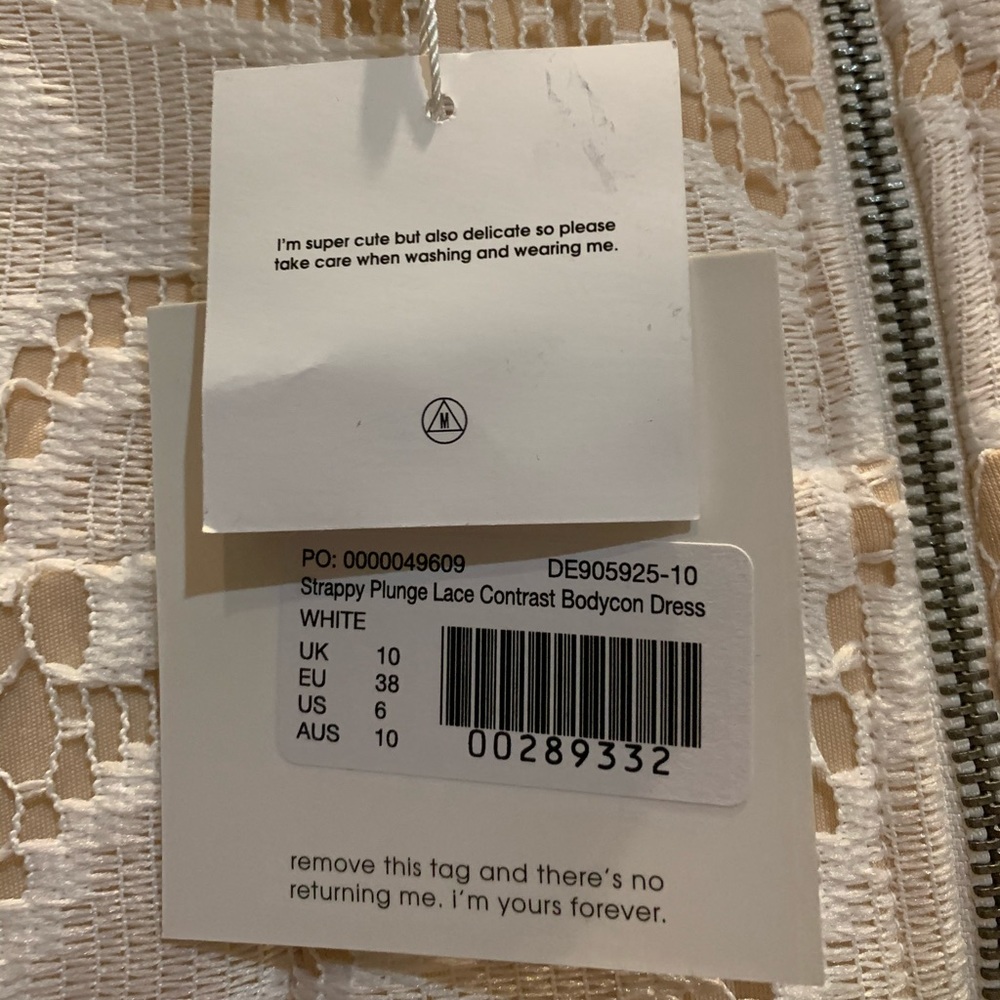 I'm super cute but also delicate so please
take care when washing and wearing me.
M
PO: 0000049609 DE905925-10
Strappy Plunge Lace Contrast Bodycon Dress
WHITE
UK 10
EU 38
US 6
AUS 10
00289332
remove this tag and there's no
returning me. i'm yours forever.